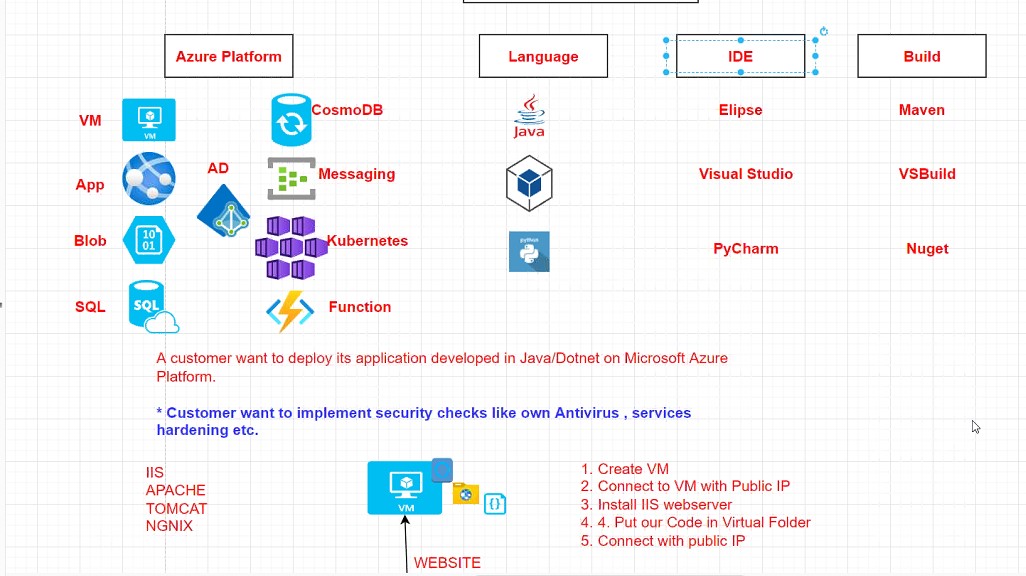 Azure Platform
Language
IDE
Build
VM
VM
CosmoDB
Java
Elipse
Maven
App
AD
Messaging
Visual Studio
VSBuild
Blob
10
01
Kubernetes
python
PyCharm
Nuget
SQL
SQL
Function
A customer want to deploy its application developed in Java/Dotnet on Microsoft Azure
Platform.
* Customer want to implement security checks like own Antivirus , services
hardening etc.
IIS
APACHE
TOMCAT
NGNIX
VM
{}
WEBSITE
1. Create VM
2. Connect to VM with Public IP
3. Install IIS webserver
4. 4. Put our Code in Virtual Folder
5. Connect with public IP